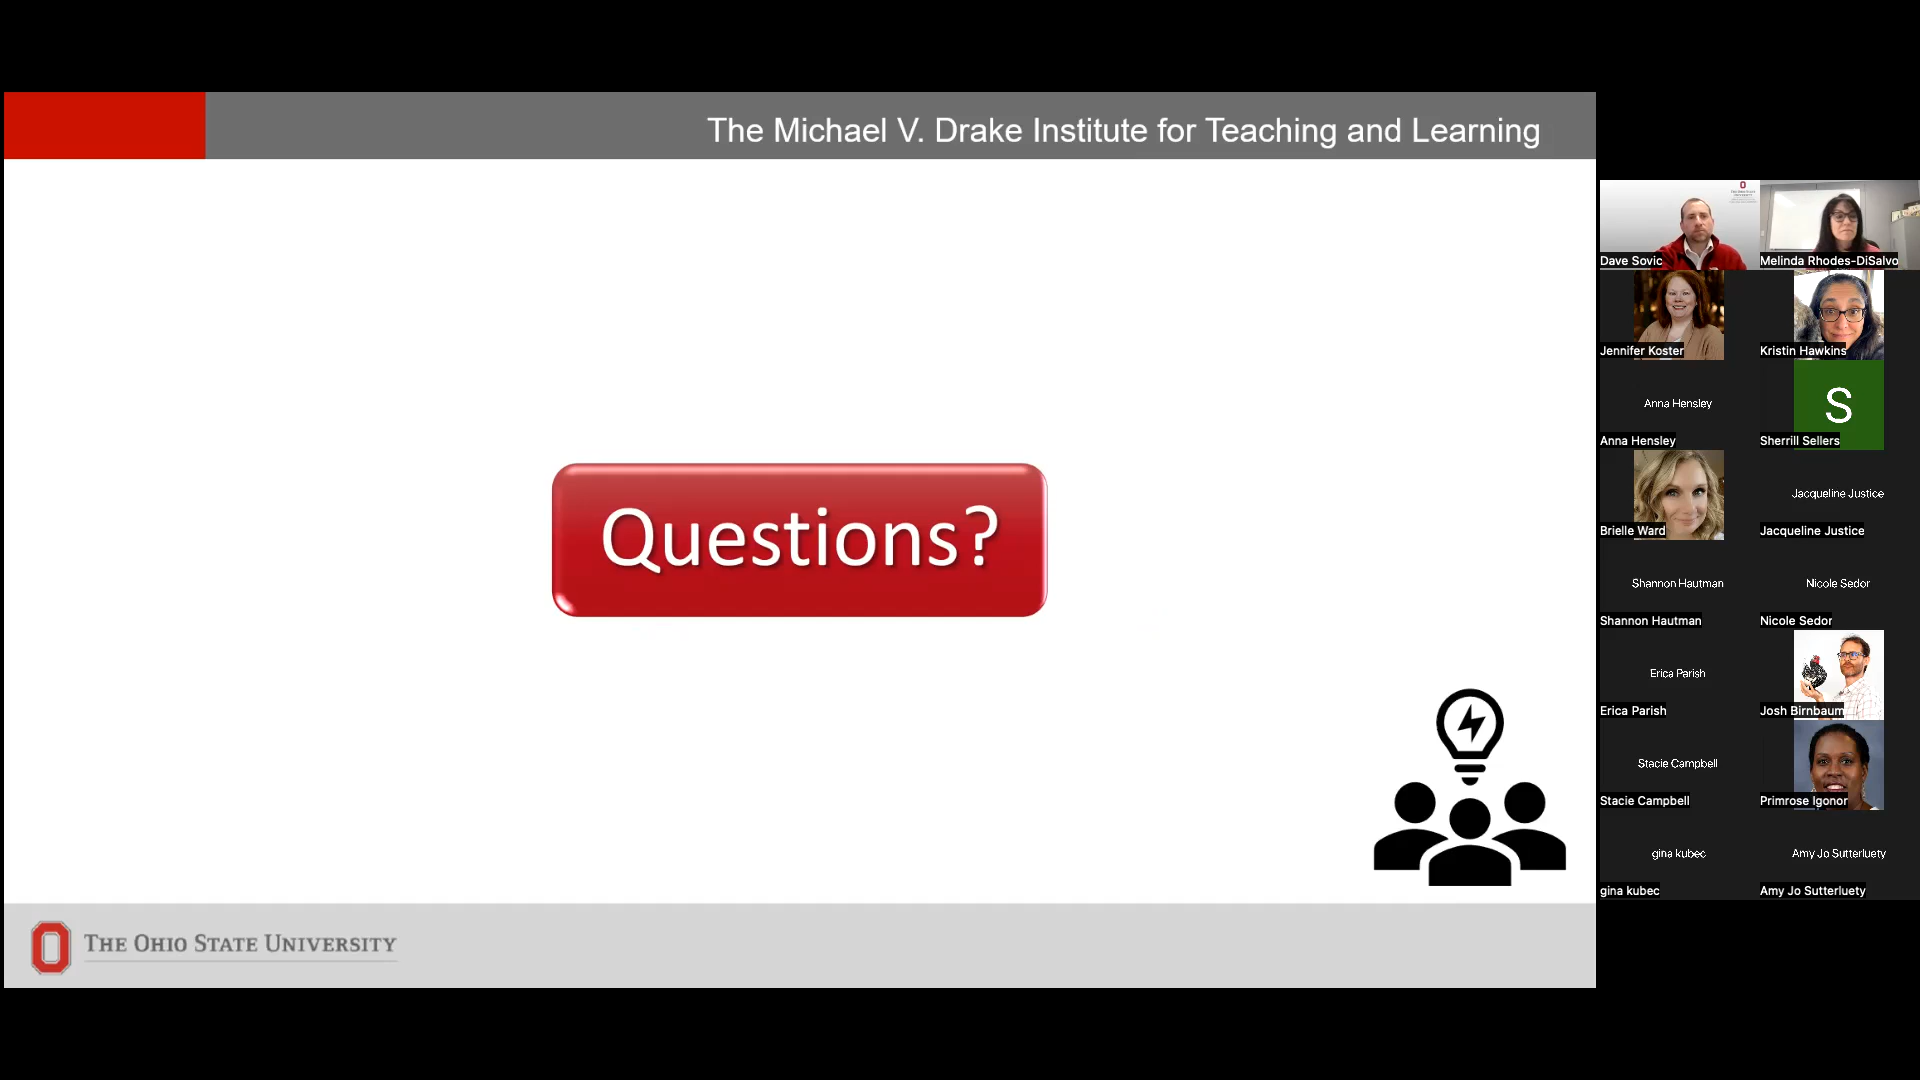 The Michael V. Drake Institute for Teaching and Learning
Questions?
THE OHIO STATE UNIVERSITY
Dave Sovic
Melinda Rhodes-DiSalvo
Jennifer Koster
Kristin Hawkins
Anna Hensley
Anna Hensley
S
Sherrill Sellers
Brielle Ward
Jacqueline Justice
Jacqueline Justice
Shannon Hautman
Shannon Hautman
Nicole Sedor
Nicole Sedor
Erica Parish
Erica Parish
Josh Birnbaum
Stacie Campbell
Stacie Campbell
Primrose Igonor
gina kubec
gina kubec
Amy Jo Sutterluety
Amy Jo Sutterluety